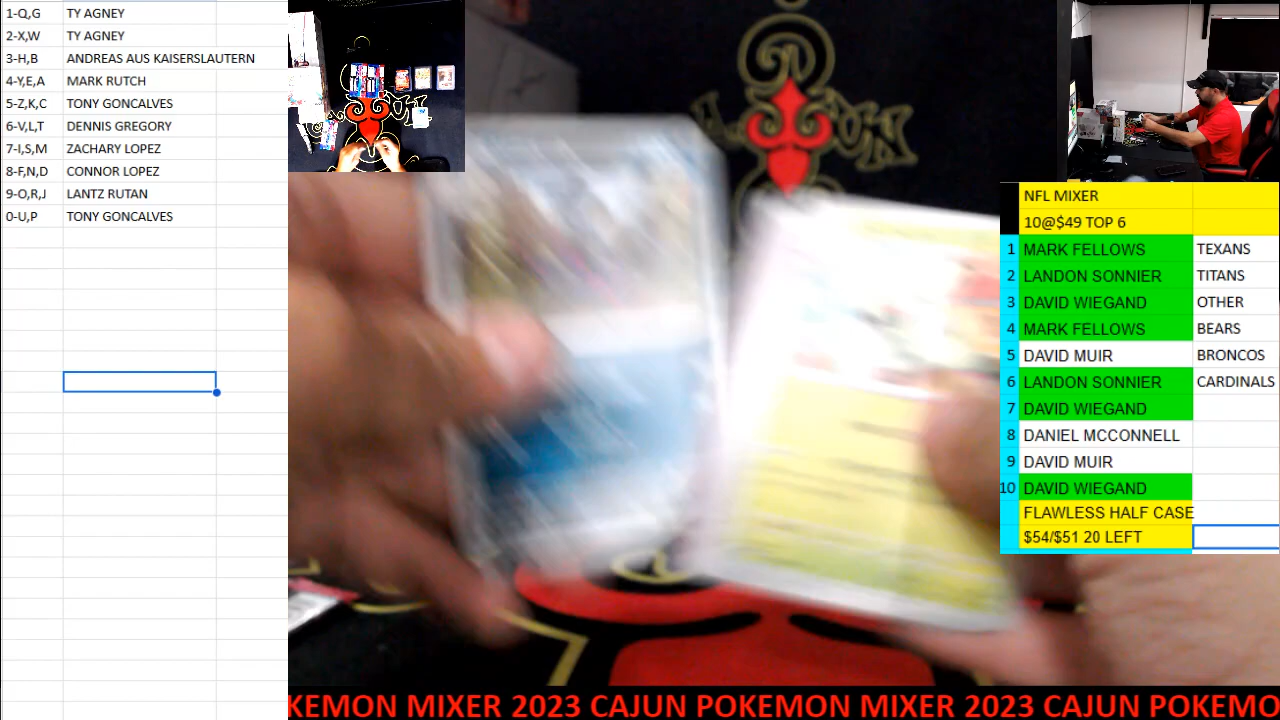 1-Q,G TY AGNEY
2-X,W TY AGNEY
3-H,B ANDREAS AUS KAISERSLAUTERN
4-Y,E,A MARK RUTCH
5-Z,K,C TONY GONCALVES
6-V,L,T DENNIS GREGORY
7-I,S,M ZACHARY LOPEZ
8-F,N,D CONNOR LOPEZ
9-O,R,J LANTZ RUTAN
0-U,P TONY GONCALVES
NFL MIXER
10@$49 TOP 6
1 MARK FELLOWS TEXANS
2 LANDON SONNIER TITANS
3 DAVID WIEGAND OTHER
4 MARK FELLOWS BEARS
5 DAVID MUIR BRONCOS
6 LANDON SONNIER CARDINALS
7 DAVID WIEGAND
8 DANIEL MCCONNELL
9 DAVID MUIR
10 DAVID WIEGAND
FLAWLESS HALF CASE
$54/$51 20 LEFT
KEMON MIXER 2023 CAJUN POKEMON MIXER 2023 CAJUN POKEMO